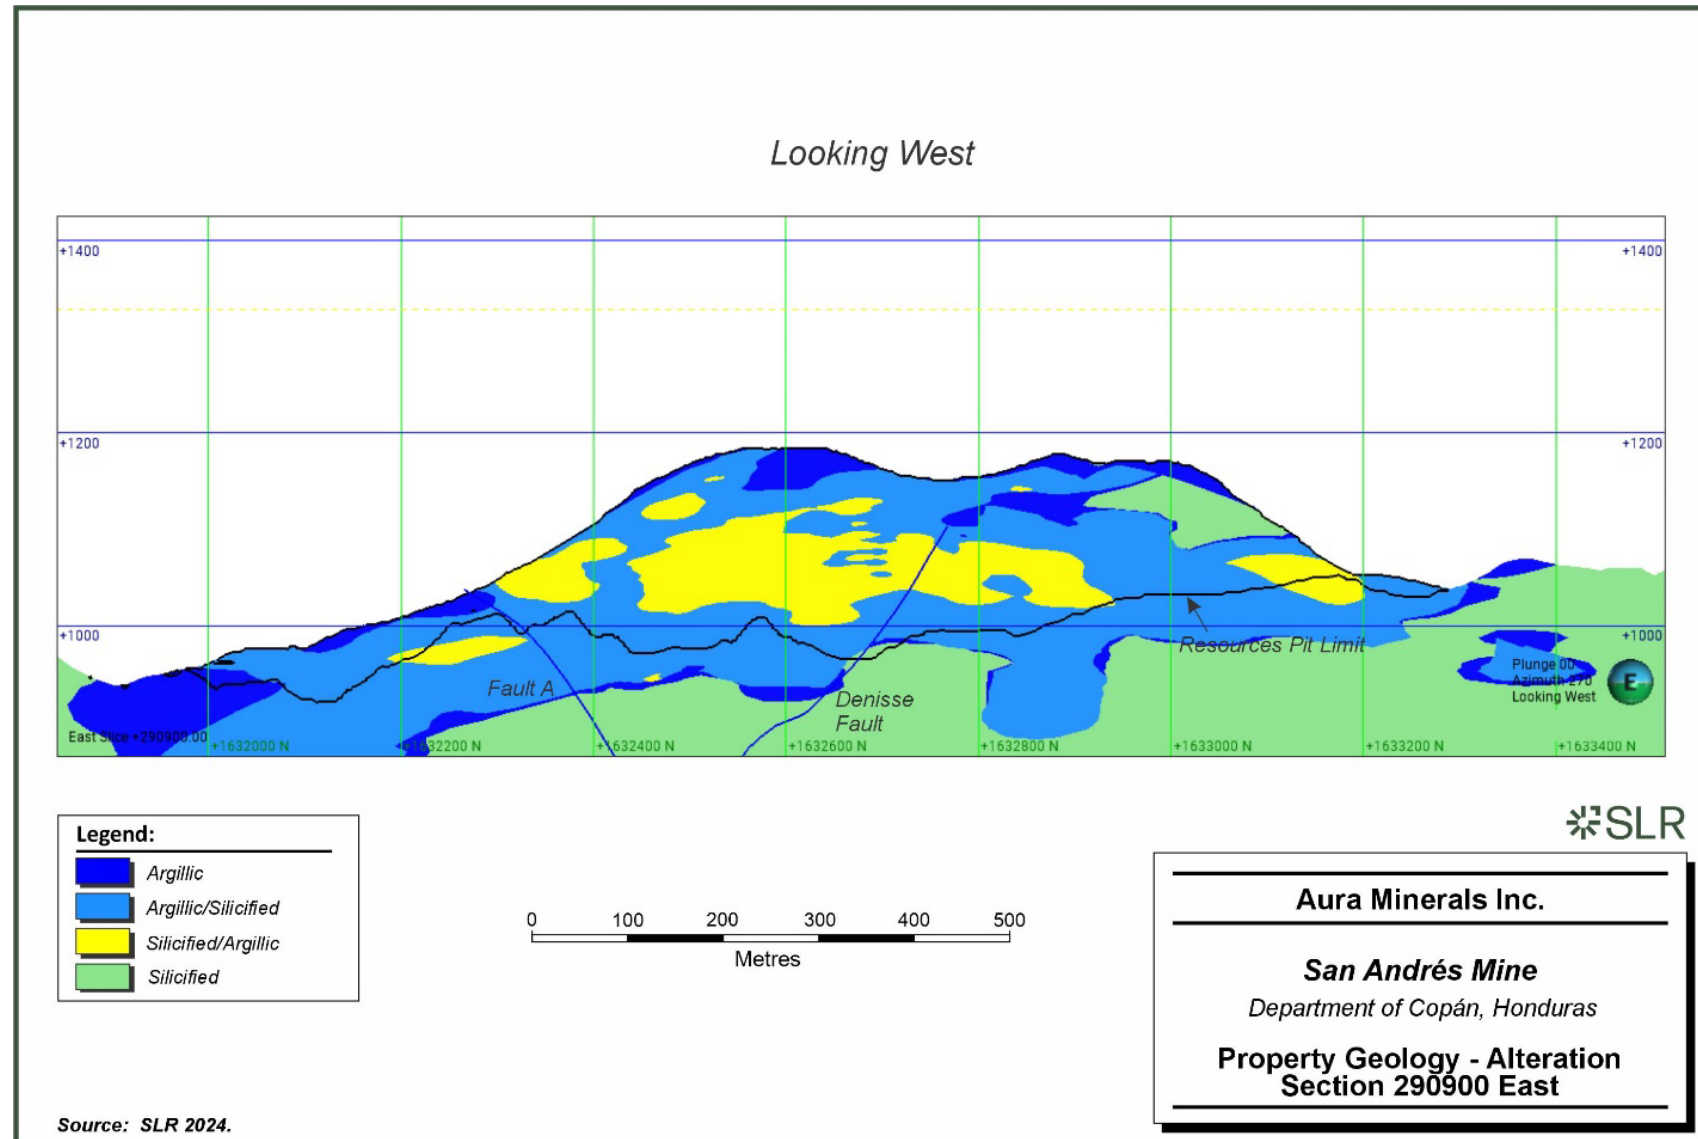 Looking West
+1400
+1400
+1200
+1200
+1000
+1000
Resources Pit Limit
Fault A
Denisse
Fault
Plunge 00
Azimuth 270
Looking West
E
East Slice +290900.00
+1632000 N
+1632200 N
+1632400 N
+1632600 N
+1632800 N
+1633000 N
+1633200 N
+1633400 N
Legend:
Argillic
Argillic/Silicified
Silicified/Argillic
Silicified
0 100 200 300 400 500
Metres
SLR
Aura Minerals Inc.
San Andrés Mine
Department of Copán, Honduras
Property Geology - Alteration
Section 290900 East
Source: SLR 2024.